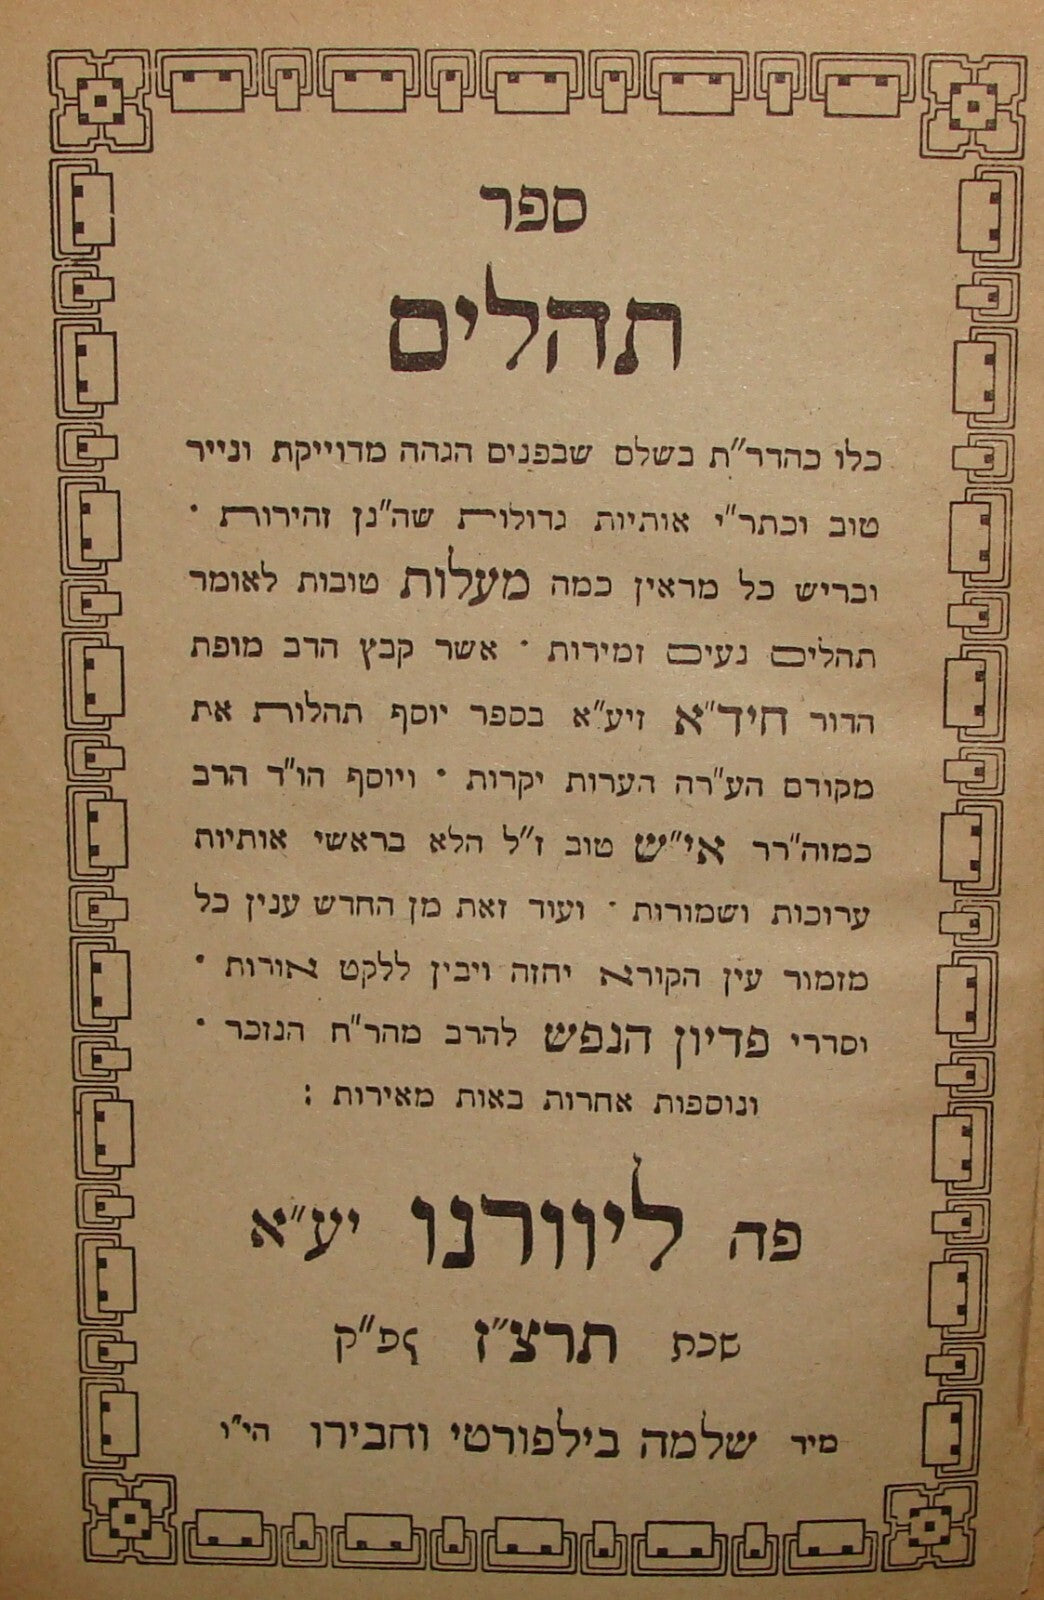 ספר
תהלים
כלו כהדר״ת בשלם שבפנים הגהה מדוייקת ונייר
טוב וכתר״י אותיות גדולות שה״נן זהירות ·
ובריש כל מראין כמה מעלות טובות לאומר
תהלים נעים זמירות · אשר קבץ הרב מופת
הדור חיד״א זיע״א בספר יוסף תהלות את
מקורם הע״רה הערות יקרות · ויוסף הו״ד הרב
כמוה״רר אי״ש טוב ז״ל הלא בראשי אותיות
ערוכות ושמורות · ועוד זאת מן החדש ענין כל
מזמור עין הקורא יחזה ויבין ללקט אורות ·
וסדרי פדיון הנפש להרב מהר״ח הנזכר ·
ונוספות אחרות באות מאירות :
פה ליוורנו יע״א
שנת תרצ״ז לפ״ק
מיד שלמה בילפורטי וחבירו הי״ו